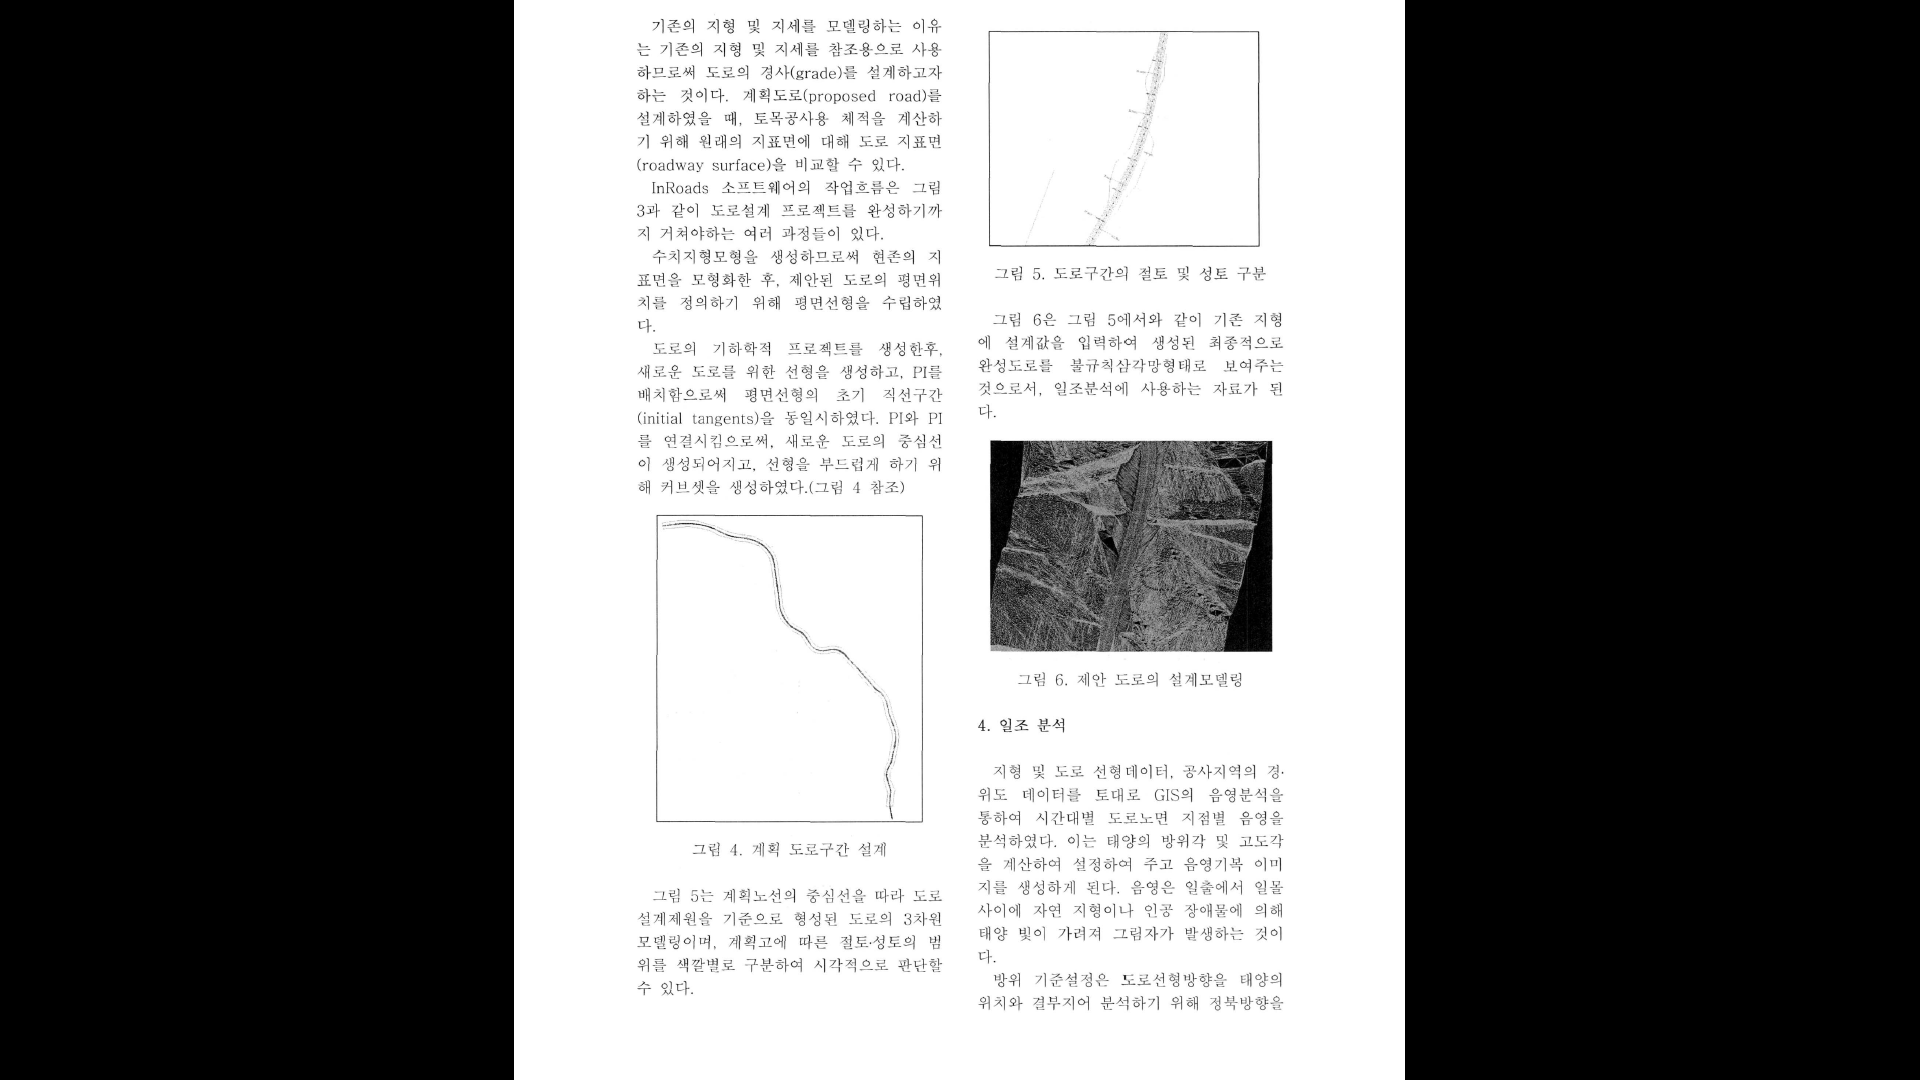 기존의 지형 및 지세를 모델링하는 이유
는 기존의 지형 및 지세를 참조용으로 사용
하므로써 도로의 경사(grade)를 설계하고자
하는 것이다. 계획도로(proposed road)를
설계하였을 때, 토목공사용 체적을 계산하
기 위해 원래의 지표면에 대해 도로 지표면
(roadway surface)을 비교할 수 있다.
InRoads 소프트웨어의 작업흐름은 그림
3과 같이 도로설계 프로젝트를 완성하기까
지 거쳐야하는 여러 과정들이 있다.
수치지형모형을 생성하므로써 현존의 지
표면을 모형화한 후, 제안된 도로의 평면위
치를 정의하기 위해 평면선형을 수립하였
다.
도로의 기하학적 프로젝트를 생성한후,
새로운 도로를 위한 선형을 생성하고, PI를
배치함으로써 평면선형의 초기 직선구간
(initial tangents)을 동일시하였다. PI와 PI
를 연결시킴으로써, 새로운 도로의 중심선
이 생성되어지고, 선형을 부드럽게 하기 위
해 커브셋을 생성하였다.(그림 4 참조)
그림 4. 계획 도로구간 설계
그림 5는 계획노선의 중심선을 따라 도로
설계제원을 기준으로 형성된 도로의 3차원
모델링이며, 계획고에 따른 절토·성토의 범
위를 색깔별로 구분하여 시각적으로 판단할
수 있다.
그림 5. 도로구간의 절토 및 성토 구분
그림 6은 그림 5에서와 같이 기존 지형
에 설계값을 입력하여 생성된 최종적으로
완성도로를 불규칙삼각망형태로 보여주는
것으로서, 일조분석에 사용하는 자료가 된
다.
그림 6. 제안 도로의 설계모델링
4. 일조 분석
지형 및 도로 선형데이터, 공사지역의 경·
위도 데이터를 토대로 GIS의 음영분석을
통하여 시간대별 도로노면 지점별 음영을
분석하였다. 이는 태양의 방위각 및 고도각
을 계산하여 설정하여 주고 음영기복 이미
지를 생성하게 된다. 음영은 일출에서 일몰
사이에 자연 지형이나 인공 장애물에 의해
태양 빛이 가려져 그림자가 발생하는 것이
다.
방위 기준설정은 도로선형방향을 태양의
위치와 결부지어 분석하기 위해 정북방향을